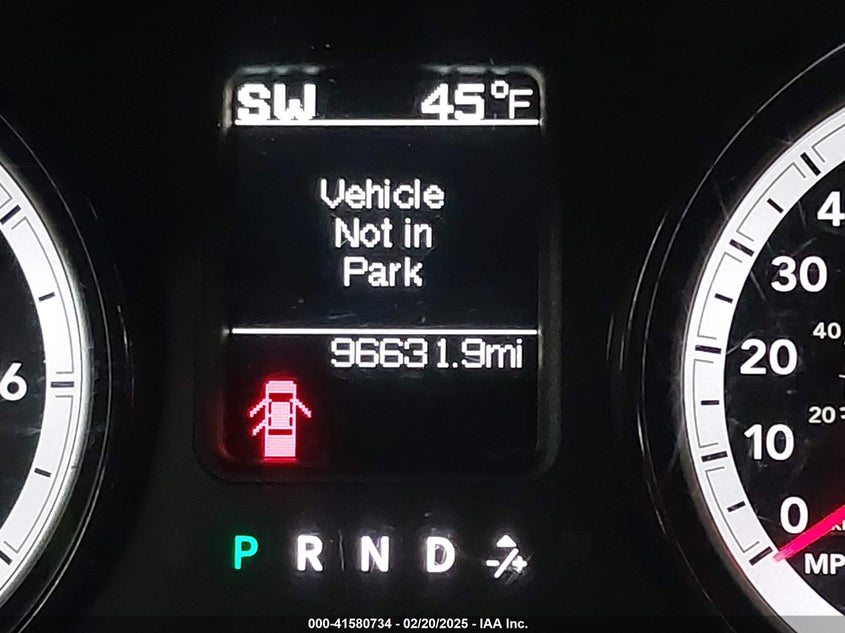 SW 45°F
Vehicle
Not in
Park
96631.9mi
6
4
30
40
20
20
10
0
MP
P R N D -/+
000-41580734 - 02/20/2025 - IAA Inc.